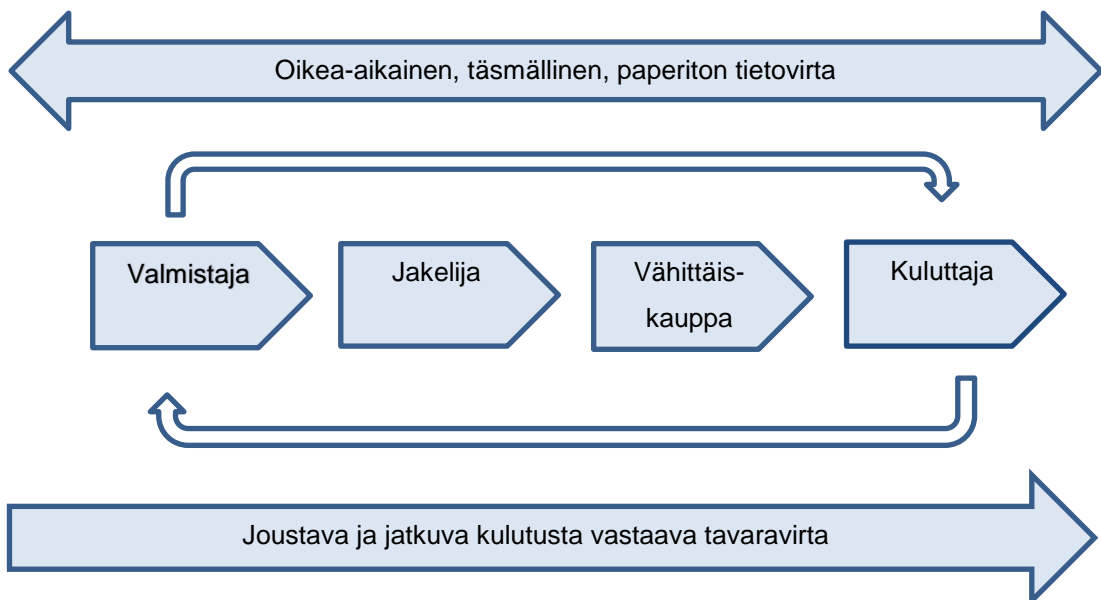 Oikea-aikainen, täsmällinen, paperiton tietovirta
Valmistaja
Jakelija
Vähittäis-
kauppa
Kuluttaja
Joustava ja jatkuva kulutusta vastaava tavaravirta